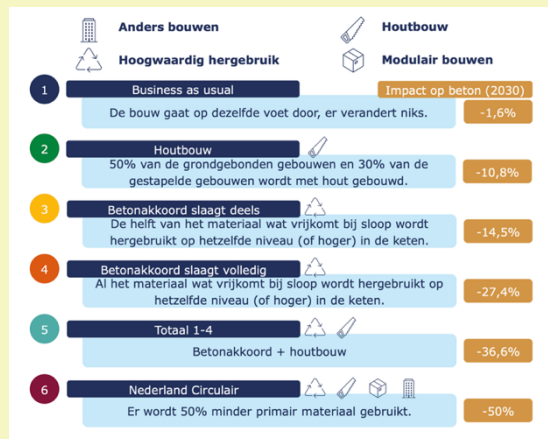 Anders bouwen
Houtbouw
Hoogwaardig hergebruik
Modulair bouwen
1
Business as usual
Impact op beton (2030)
De bouw gaat op dezelfde voet door, er verandert niks.
-1,6%
2
Houtbouw
50% van de grondgebonden gebouwen en 30% van de
gestapelde gebouwen wordt met hout gebouwd.
-10,8%
3
Betonakkoord slaagt deels
De helft van het materiaal wat vrijkomt bij sloop wordt
hergebruikt op hetzelfde niveau (of hoger) in de keten.
-14,5%
4
Betonakkoord slaagt volledig
Al het materiaal wat vrijkomt bij sloop wordt hergebruikt op
hetzelfde niveau (of hoger) in de keten.
-27,4%
5
Totaal 1-4
Betonakkoord + houtbouw
-36,6%
6
Nederland Circulair
Er wordt 50% minder primair materiaal gebruikt.
-50%